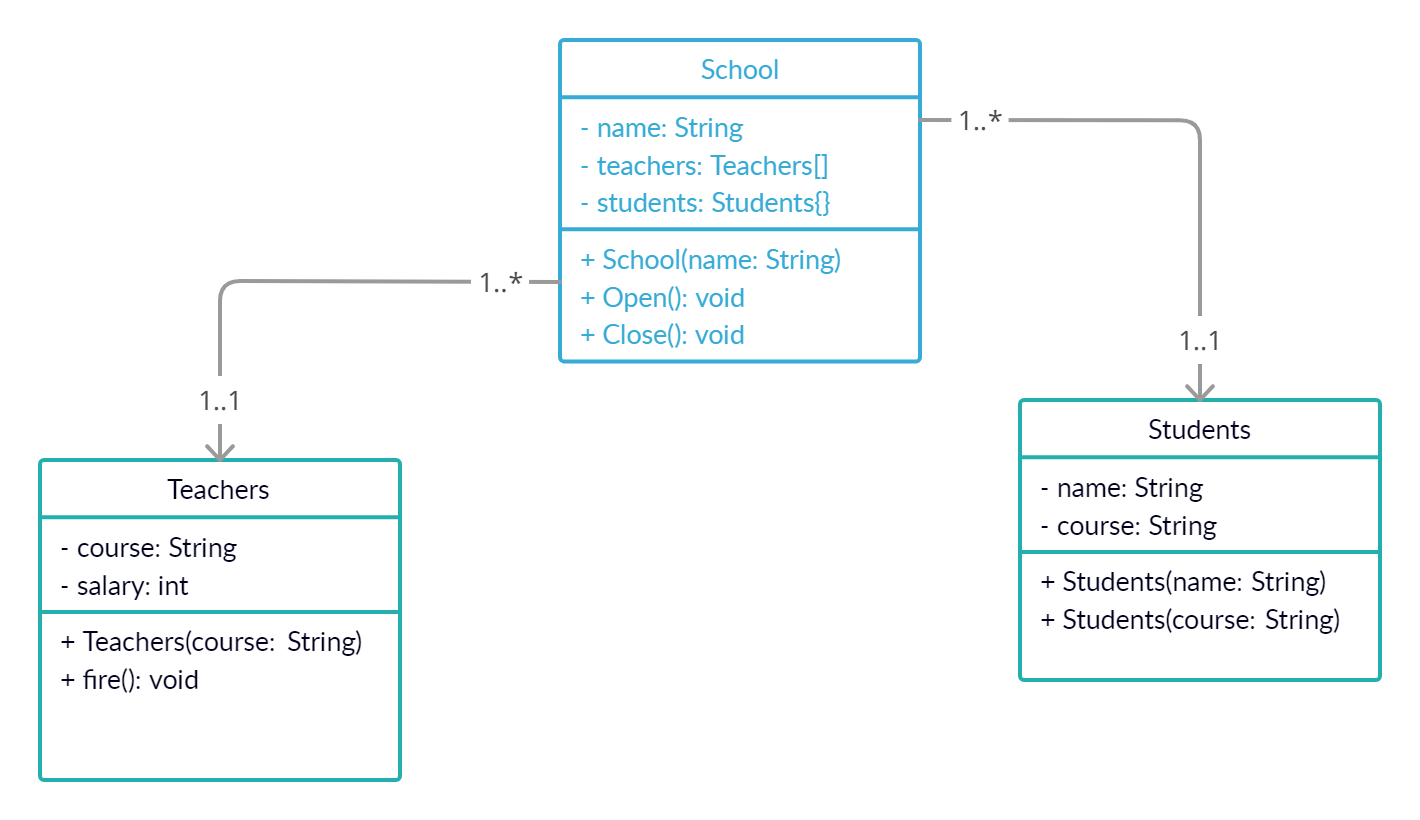 School
- name: String
- teachers: Teachers[]
- students: Students{}
+ School(name: String)
+ Open(): void
+ Close(): void
1..*
1..1
1..*
1..1
Teachers
- course: String
- salary: int
+ Teachers(course: String)
+ fire(): void
Students
- name: String
- course: String
+ Students(name: String)
+ Students(course: String)